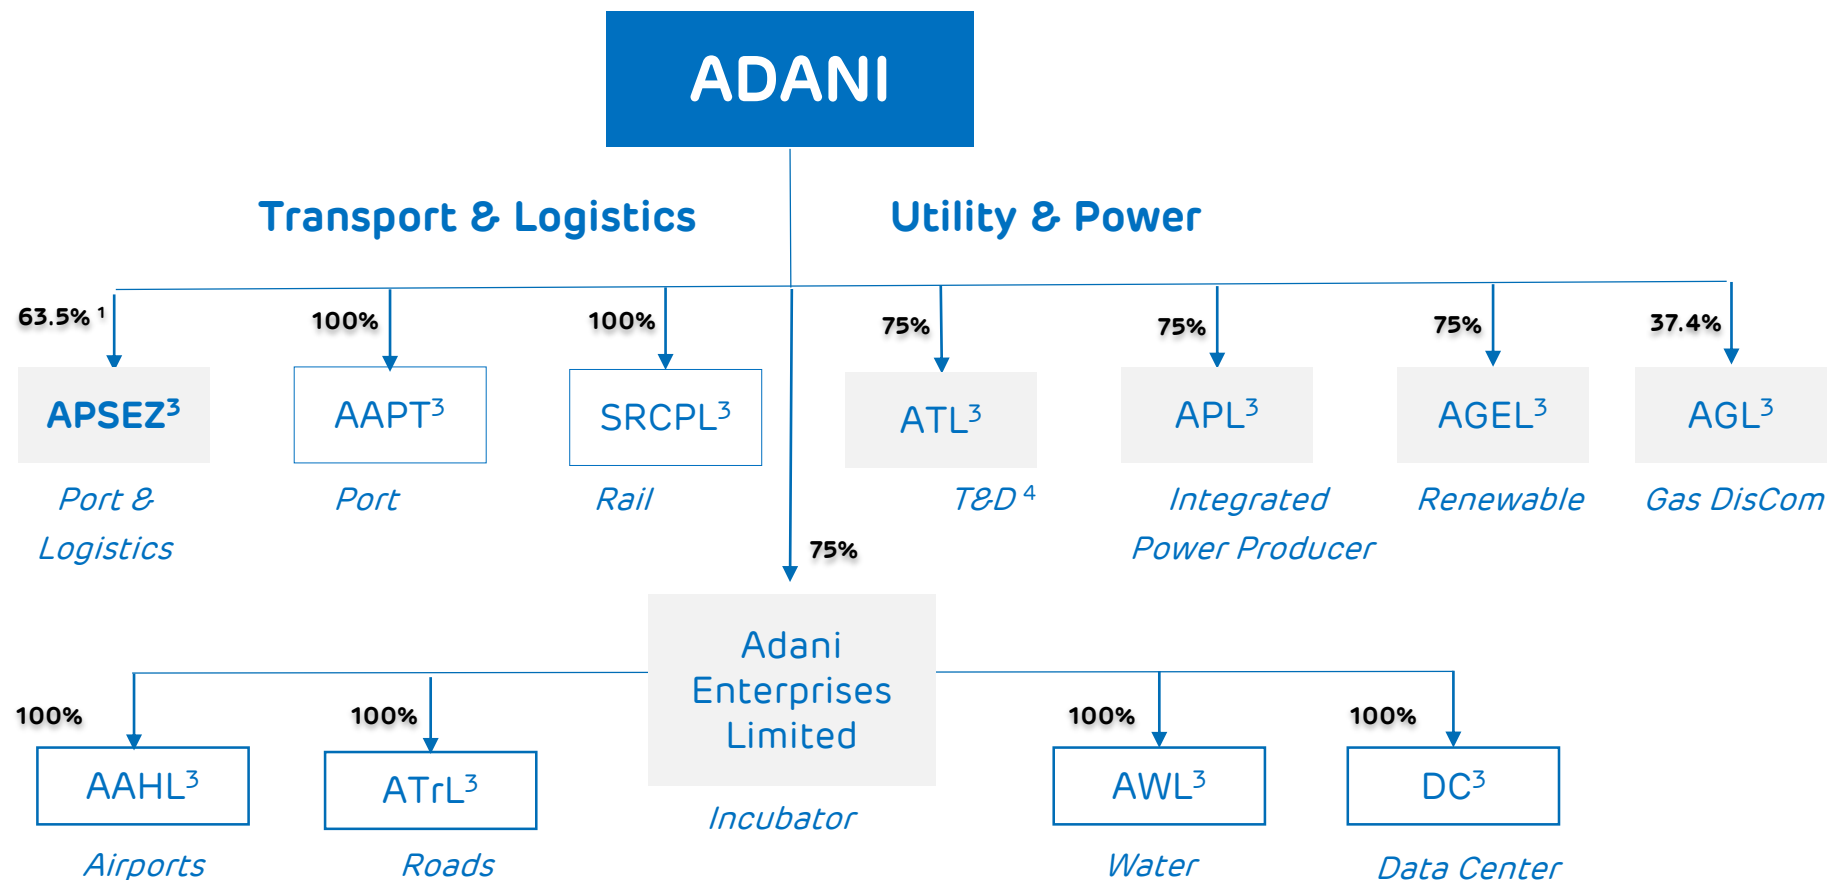 ADANI
Transport & Logistics
Utility & Power
63.5% 1
100%
100%
75%
75%
75%
37.4%
APSEZ3
AAPT3
SRCPL3
ATL3
APL3
AGEL3
AGL3
Port &
Logistics
Port
Rail
T&D 4
Integrated
Power Producer
Renewable
Gas DisCom
75%
Adani
Enterprises
Limited
Incubator
100%
100%
100%
100%
AAHL3
ATrL3
AWL3
DC3
Airports
Roads
Water
Data Center